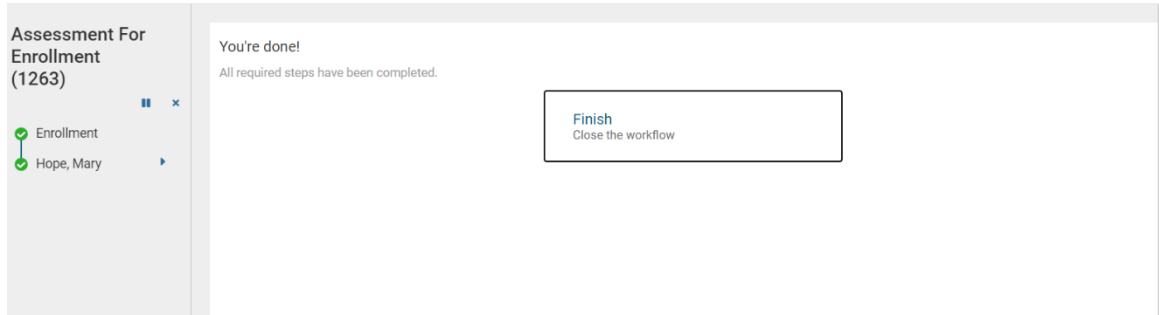 Assessment For
Enrollment
(1263)
Enrollment
Hope, Mary
You're done!
All required steps have been completed.
Finish
Close the workflow